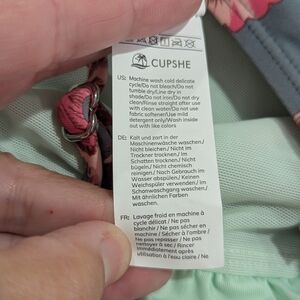 CUPSHE
US: Machine wash cold delicate
cycle/Do not bleach/Do not
tumble dry/Line dry in
shade/Do not iron/Do not dry
clean/Rinse straight after use
with clean water/Do not use
fabric softener/Use mild
detergent only/Wash inside
out with like colors
DE: Kalt und zart in der
Maschinenwäsche waschen/
Nicht bleichen/ Nicht im
Trockner trocknen/ Im
Schatten trocknen/ Nicht
bügeln/ Nicht chemisch
reinigen/ Nach Gebrauch im
Wasser abspülen/ Keinen
Weichspüler verwenden/ Im
Schonwaschgang waschen/
Mit ähnlichen Farben
waschen.
FR: Lavage froid en machine à
cycle délicat / Ne pas
blanchir / Ne pas sécher en
machine / Sécher à l'ombre /
Ne pas repasser / Ne pas
nettoyer à sec / Rincer
immédiatement après
utilisation à l'eau claire / Ne